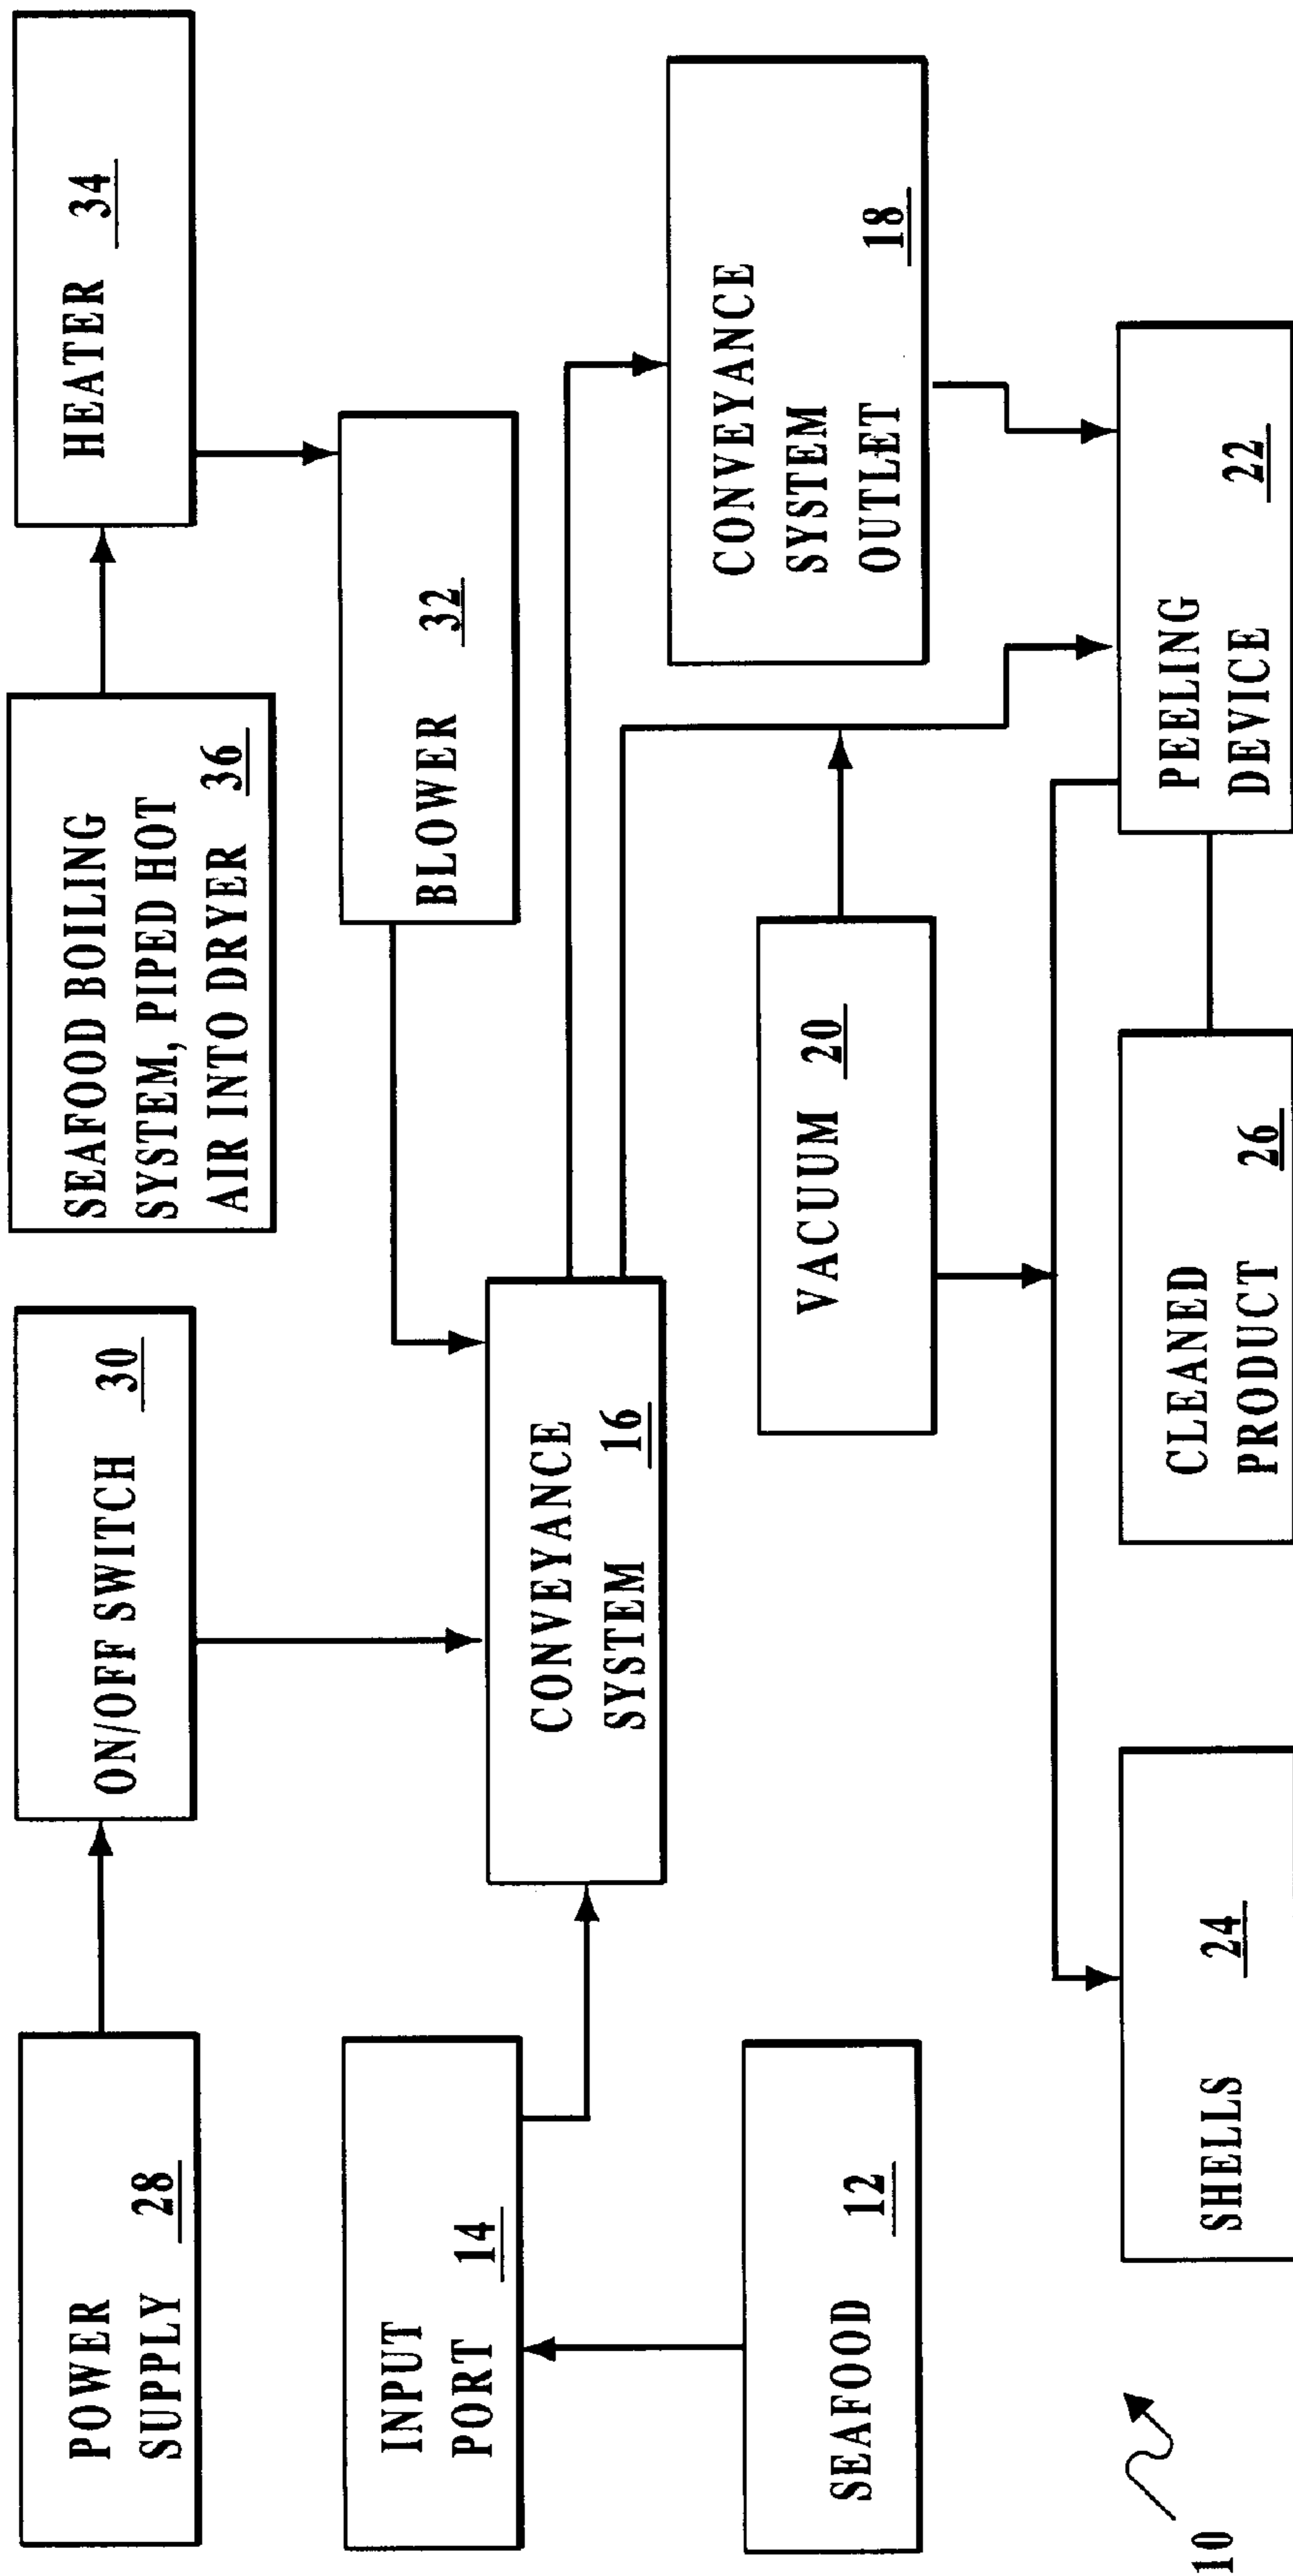 POWER
SUPPLY 28
ON/OFF SWITCH 30
SEAFOOD BOILING
SYSTEM, PIPED HOT
AIR INTO DRYER 36
HEATER 34
INPUT
PORT 14
BLOWER 32
CONVEYANCE
SYSTEM 16
CONVEYANCE
SYSTEM
OUTLET 18
SEAFOOD 12
VACUUM 20
SHELLS 24
CLEANED
PRODUCT 26
PEELING
DEVICE 22
10